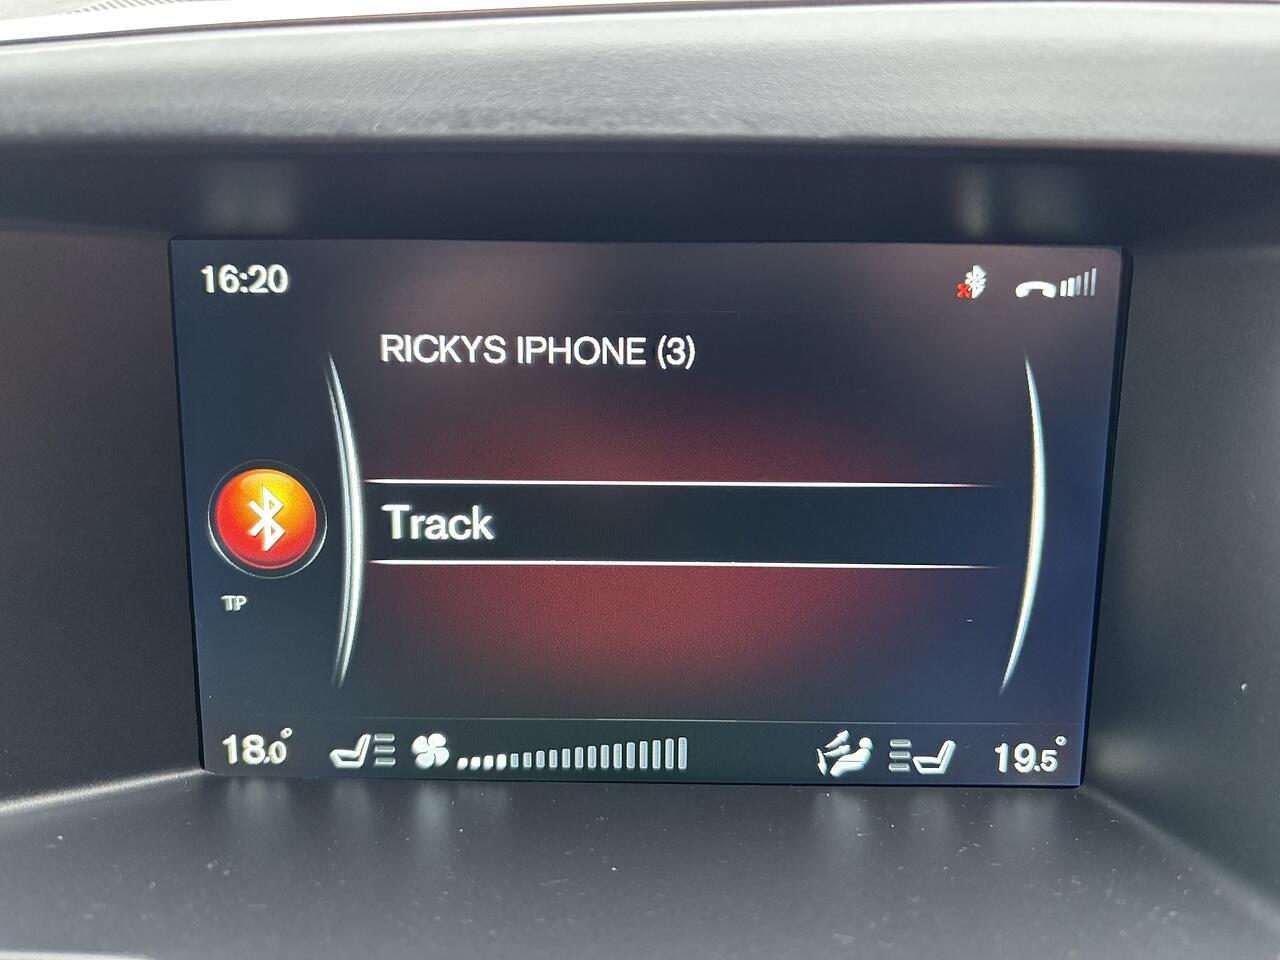 16:20
RICKYS IPHONE (3)
Track
TP
18.0° 19.5°